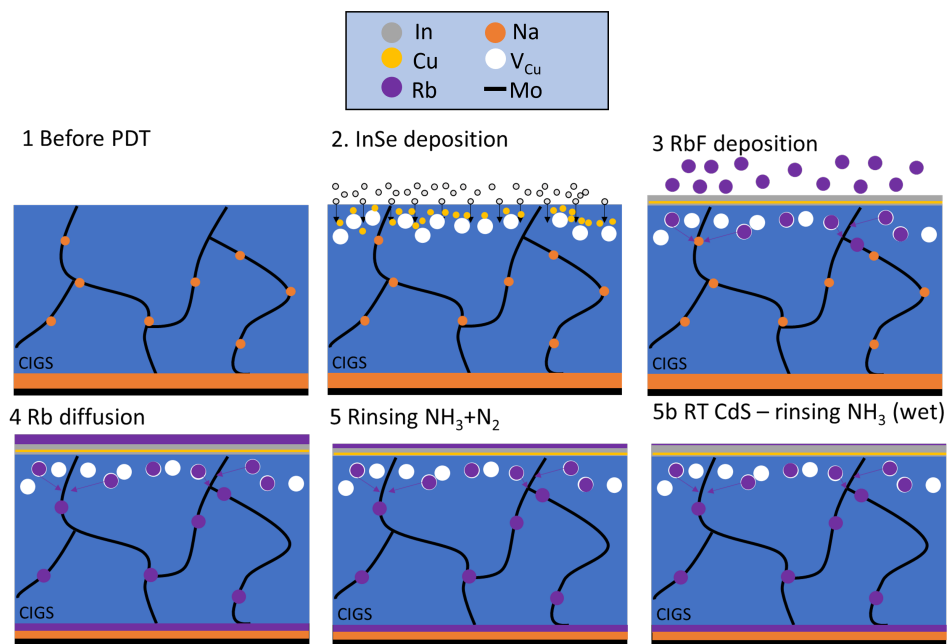 In
Na
Cu
V_Cu
Rb
Mo
1 Before PDT
2. InSe deposition
3 RbF deposition
CIGS
CIGS
CIGS
4 Rb diffusion
5 Rinsing NH₃+N₂
5b RT CdS – rinsing NH₃ (wet)
CIGS
CIGS
CIGS